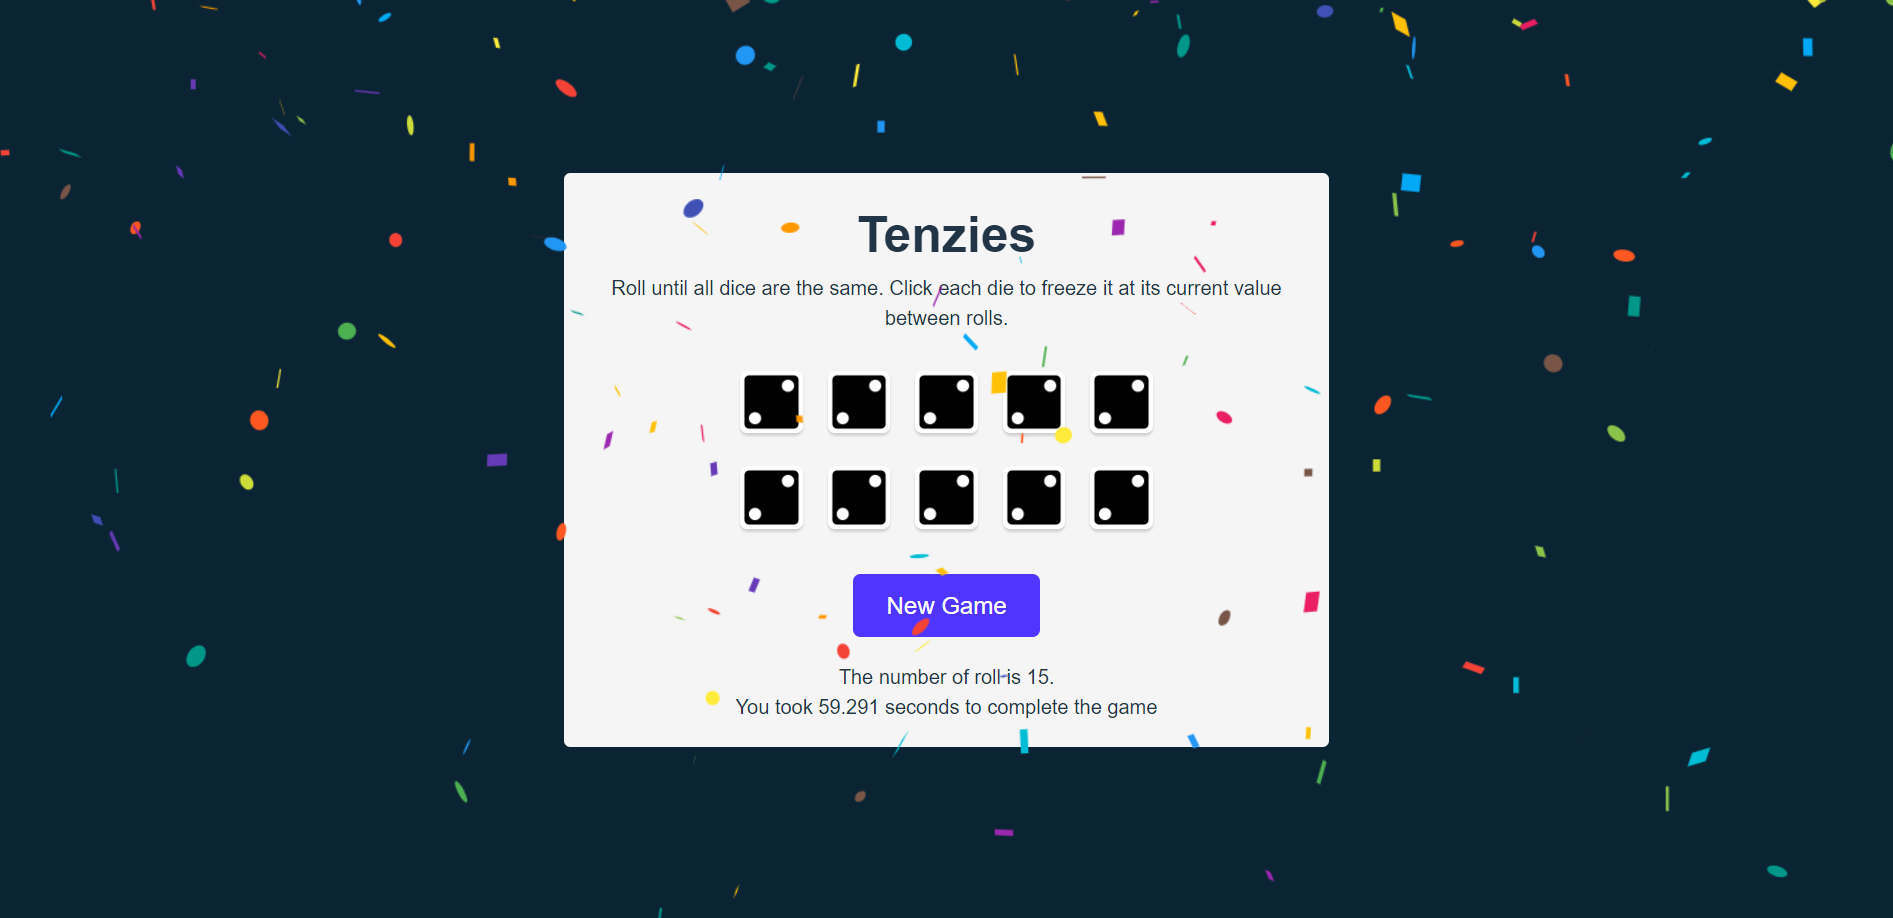 Tenzies
Roll until all dice are the same. Click each die to freeze it at its current value
between rolls.
New Game
The number of roll is 15.
You took 59.291 seconds to complete the game